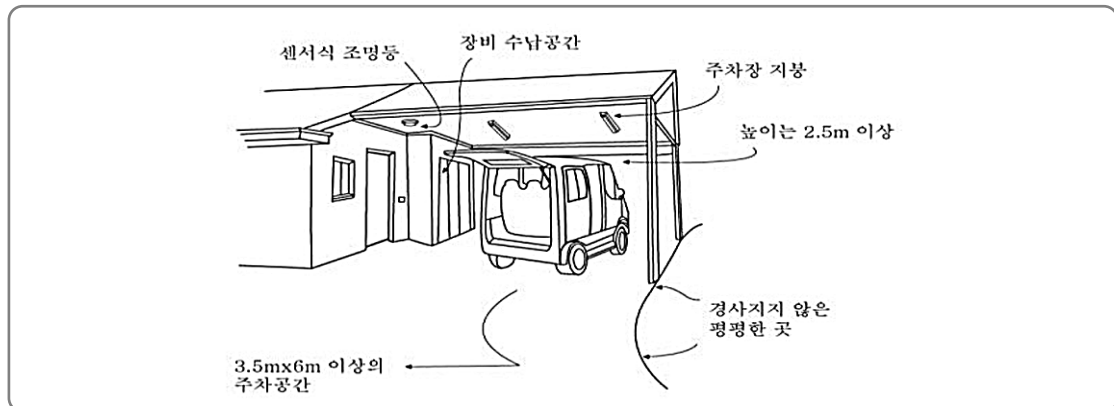 센서식 조명등
장비 수납공간
주차장 지붕
높이는 2.5m 이상
경사지지 않은
평평한 곳
3.5mx6m 이상의
주차공간